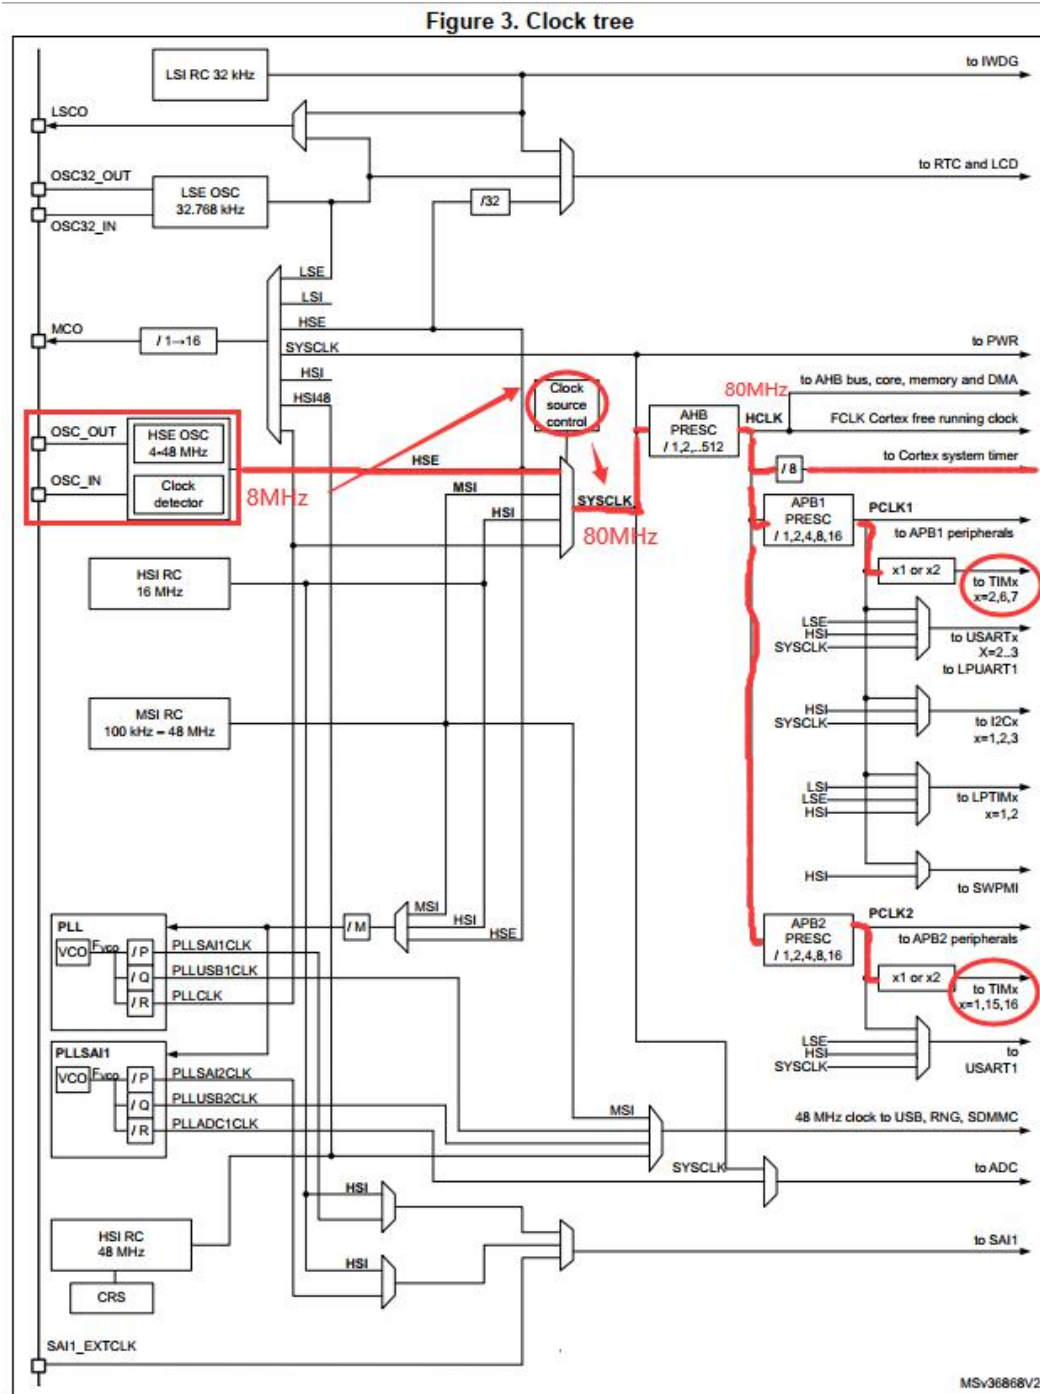 Figure 3. Clock tree
LSI RC 32 kHz
to IWDG
LSCO
to RTC and LCD
OSC32_OUT
LSE OSC
32.768 kHz
/32
OSC32_IN
LSE
LSI
MCO
/ 1→16
HSE
SYSCLK
to PWR
HSI
HSI48
Clock
source
control
80MHz
to AHB bus, core, memory and DMA
AHB
PRESC
/ 1,2,..512
HCLK
FCLK Cortex free running clock
OSC_OUT
HSE OSC
4-48 MHz
HSE
to Cortex system timer
/ 8
OSC_IN
Clock
detector
8MHz
MSI
HSI
SYSCLK
80MHz
APB1
PRESC
/ 1,2,4,8,16
PCLK1
to APB1 peripherals
HSI RC
16 MHz
x1 or x2
to TIMx
x=2,6,7
LSE
HSI
SYSCLK
to USARTx
X=2..3
to LPUART1
MSI RC
100 kHz – 48 MHz
HSI
SYSCLK
to I2Cx
x=1,2,3
LSI
LSE
HSI
to LPTIMx
x=1,2
HSI
to SWPMI
MSI
HSI
HSE
/ M
PLL
VCO
FVCO
/ P
PLLSAI1CLK
/ Q
PLLUSB1CLK
/ R
PLLCLK
APB2
PRESC
/ 1,2,4,8,16
PCLK2
to APB2 peripherals
x1 or x2
to TIMx
x=1,15,16
LSE
HSI
SYSCLK
to
USART1
PLLSAI1
VCO
FVCO
/ P
PLLSAI2CLK
/ Q
PLLUSB2CLK
/ R
PLLADC1CLK
MSI
48 MHz clock to USB, RNG, SDMMC
SYSCLK
to ADC
HSI
HSI RC
48 MHz
to SAI1
HSI
CRS
SAI1_EXTCLK
MSv36868V2